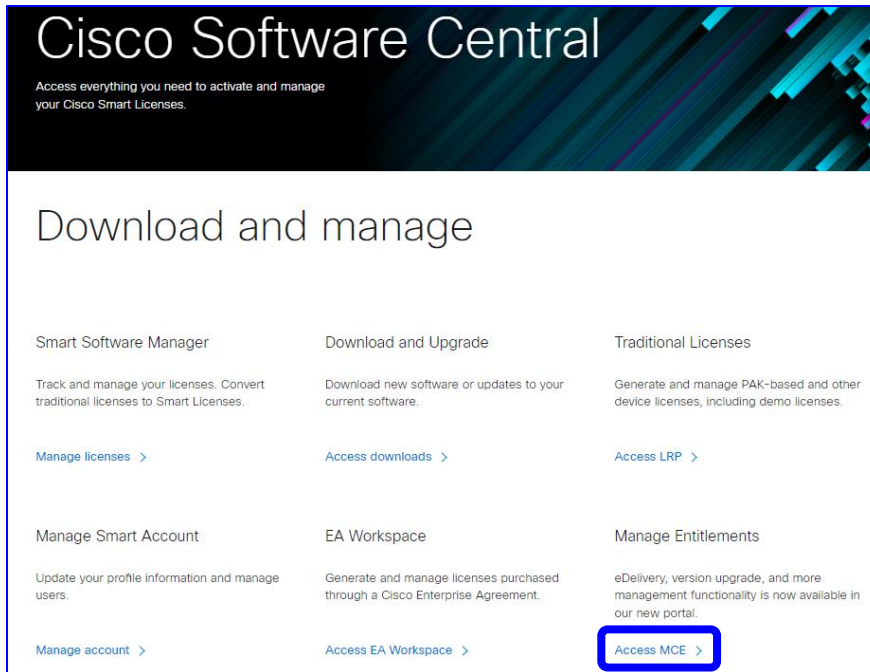 Cisco Software Central
Access everything you need to activate and manage
your Cisco Smart Licenses.
Download and manage
Smart Software Manager
Track and manage your licenses. Convert
traditional licenses to Smart Licenses.
Manage licenses >
Download and Upgrade
Download new software or updates to your
current software.
Access downloads >
Traditional Licenses
Generate and manage PAK-based and other
device licenses, including demo licenses.
Access LRP >
Manage Smart Account
Update your profile information and manage
users.
Manage account >
EA Workspace
Generate and manage licenses purchased
through a Cisco Enterprise Agreement.
Access EA Workspace >
Manage Entitlements
eDelivery, version upgrade, and more
management functionality is now available in
our new portal.
Access MCE >